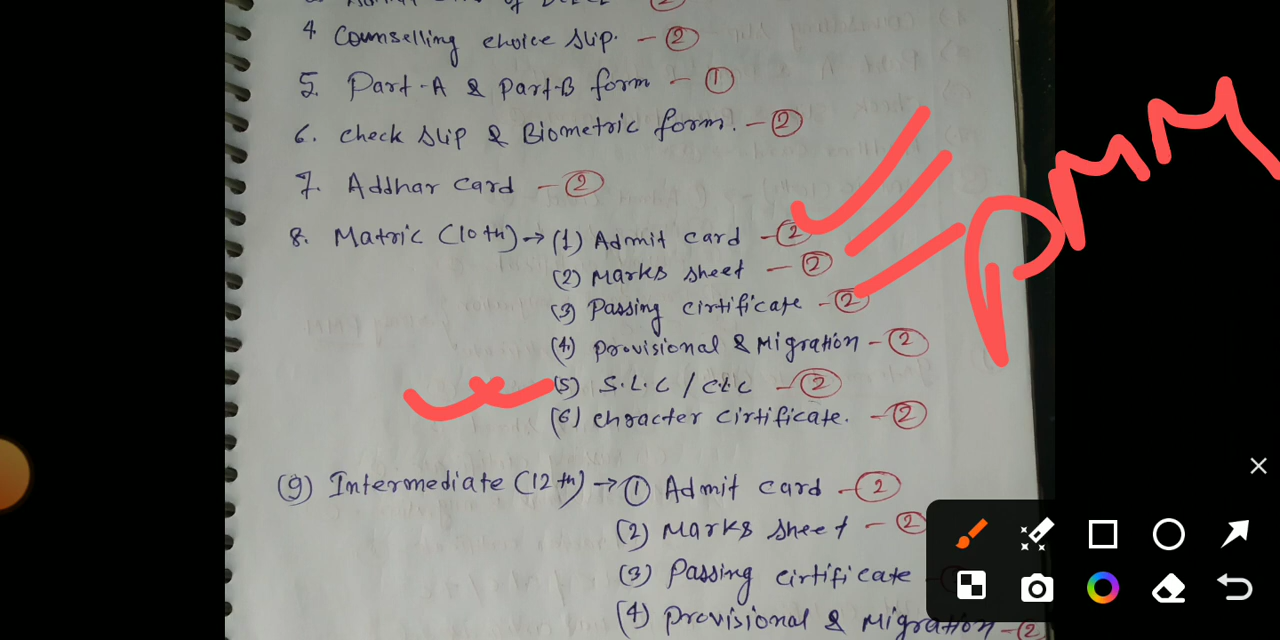 4 Counselling choice slip. - ②
5. Part-A & Part-B form - ①
6. check slip & Biometric form. - ②
7. Addhar card - ②
8. Matric (10th) → (1) Admit card - ②
(2) Marks sheet - ②
(3) Passing cirtificate - ②
(4) provisional & Migration - ②
(5) S.L.C / C.L.C - ②
(6) choracter cirtificate. - ②
(9) Intermediate (12th) → ① Admit card - ②
(2) Marks sheet - ②
(3) Passing cirtificate
(4) provisional & Migration - ②